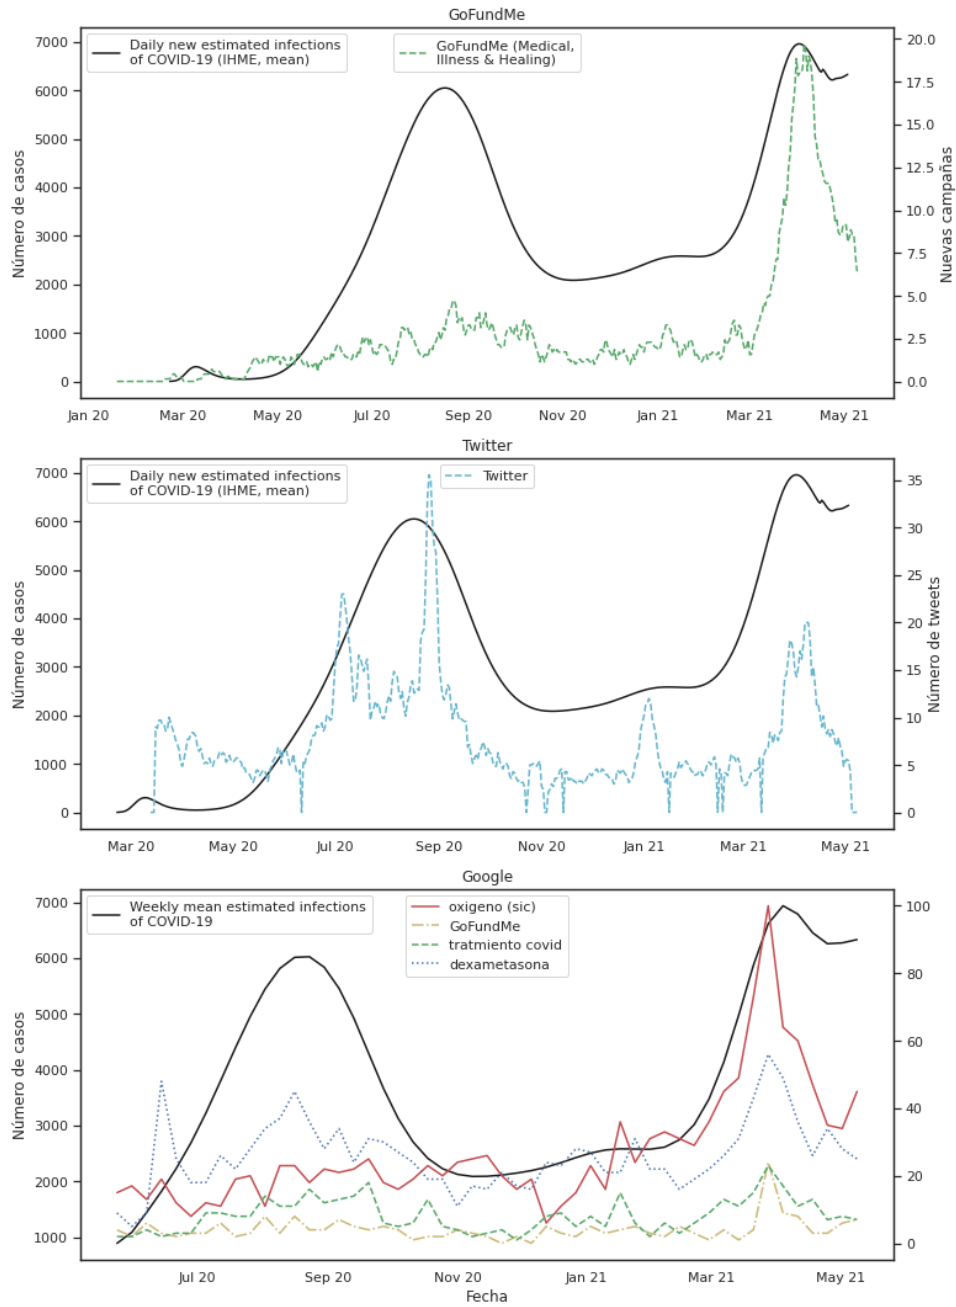 GoFundMe
Daily new estimated infections
of COVID-19 (IHME, mean)
GoFundMe (Medical,
Illness & Healing)
Número de casos
7000
6000
5000
4000
3000
2000
1000
0
20.0
17.5
15.0
12.5
10.0
7.5
5.0
2.5
0.0
Nuevas campañas
Jan 20
Mar 20
May 20
Jul 20
Sep 20
Nov 20
Jan 21
Mar 21
May 21
Twitter
Daily new estimated infections
of COVID-19 (IHME, mean)
Twitter
Número de casos
7000
6000
5000
4000
3000
2000
1000
0
35
30
25
20
15
10
5
0
Número de tweets
Mar 20
May 20
Jul 20
Sep 20
Nov 20
Jan 21
Mar 21
May 21
Google
Weekly mean estimated infections
of COVID-19
oxigeno (sic)
GoFundMe
tratmiento covid
dexametasona
Número de casos
7000
6000
5000
4000
3000
2000
1000
100
80
60
40
20
0
Jul 20
Sep 20
Nov 20
Jan 21
Mar 21
May 21
Fecha